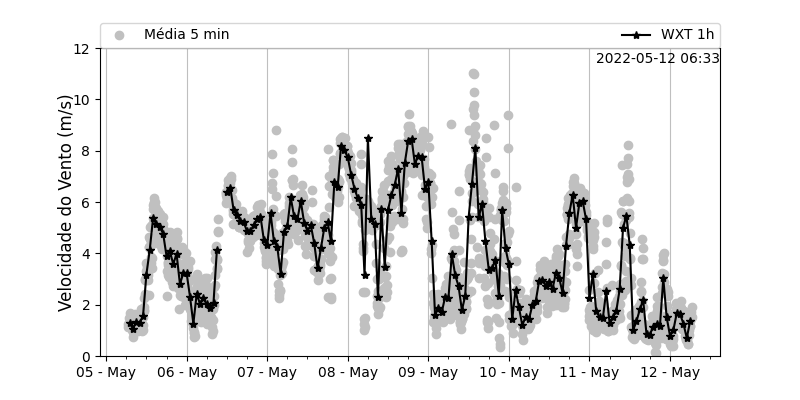 Média 5 min
WXT 1h
2022-05-12 06:33
Velocidade do Vento (m/s)
12
10
8
6
4
2
0
05 - May
06 - May
07 - May
08 - May
09 - May
10 - May
11 - May
12 - May